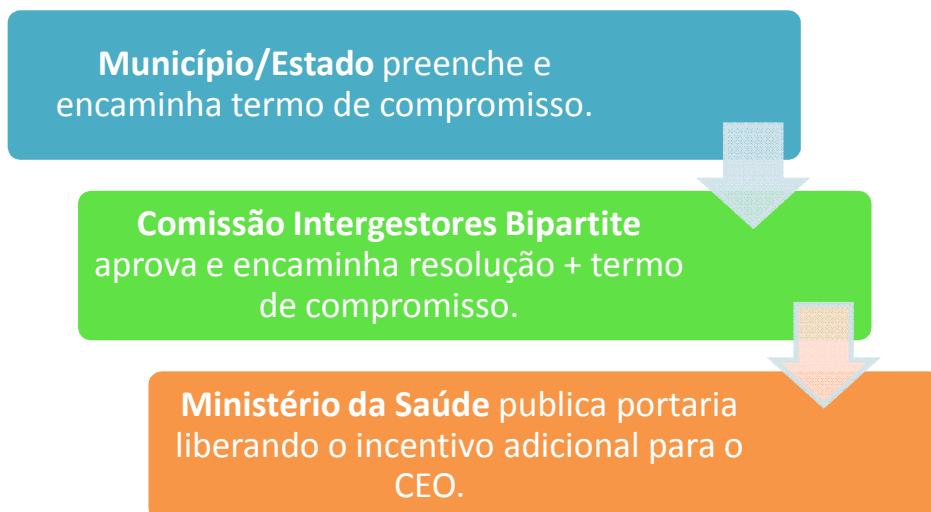 Município/Estado preenche e
encaminha termo de compromisso.
Comissão Intergestores Bipartite
aprova e encaminha resolução + termo
de compromisso.
Ministério da Saúde publica portaria
liberando o incentivo adicional para o
CEO.